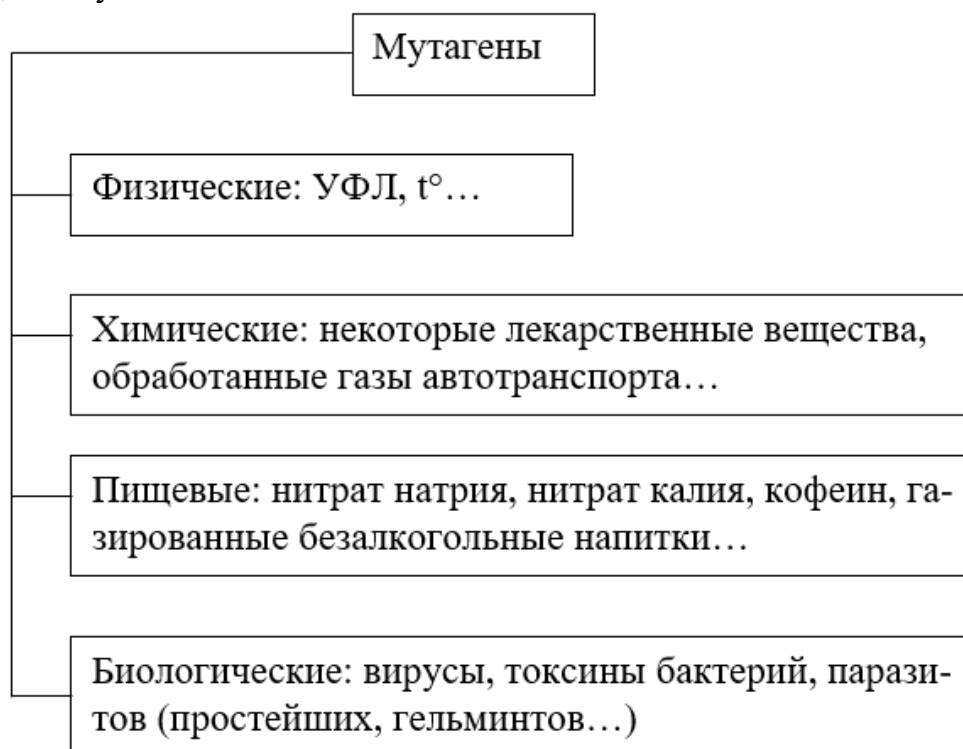 Мутагены
Физические: УФЛ, t°…
Химические: некоторые лекарственные вещества,
обработанные газы автотранспорта…
Пищевые: нитрат натрия, нитрат калия, кофеин, га-
зированные безалкогольные напитки…
Биологические: вирусы, токсины бактерий, парази-
тов (простейших, гельминтов…)